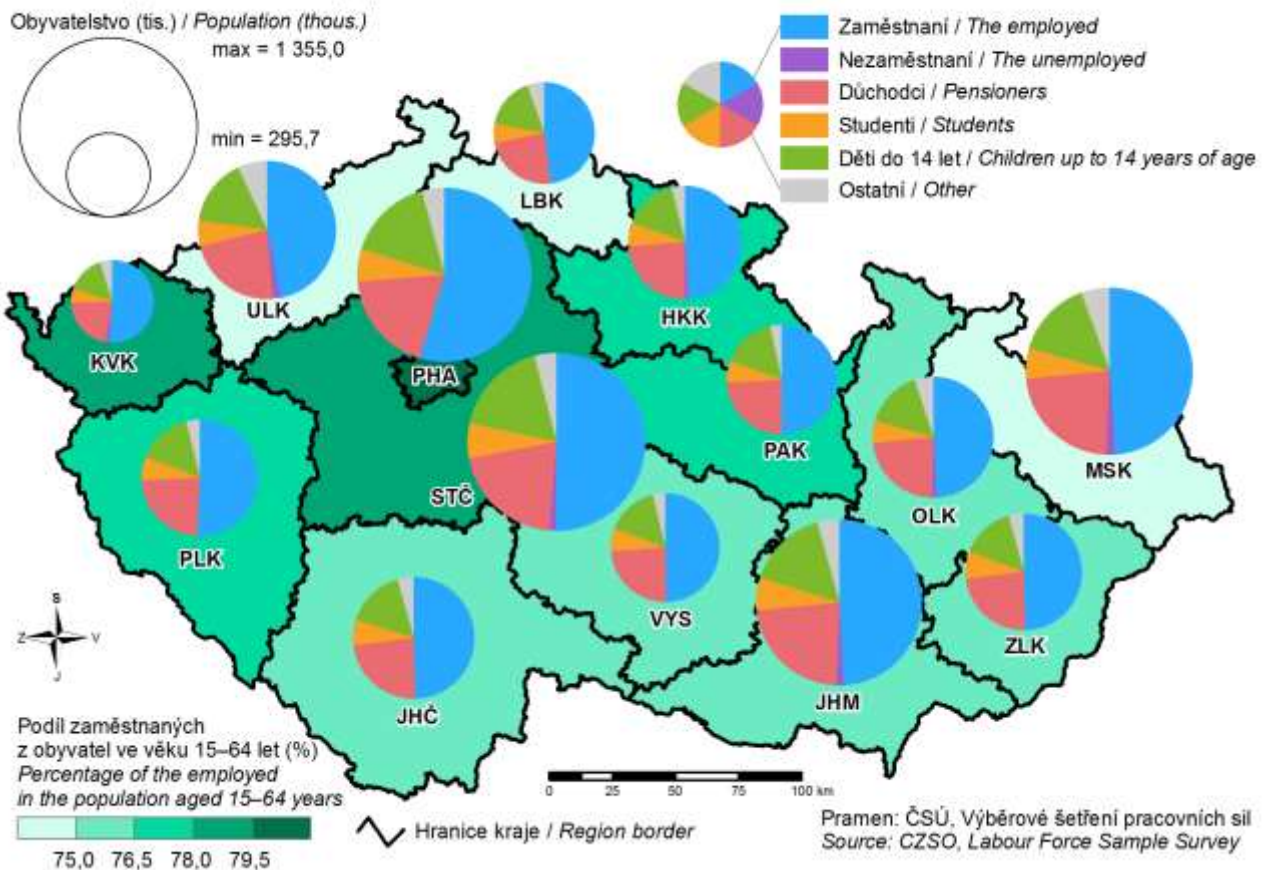 Obyvatelstvo (tis.) / Population (thous.)
max = 1 355,0
min = 295,7
Zaměstnaní / The employed
Nezaměstnaní / The unemployed
Důchodci / Pensioners
Studenti / Students
Děti do 14 let / Children up to 14 years of age
Ostatní / Other
LBK
ULK
HKK
KVK
PHA
PAK
MSK
STČ
OLK
PLK
VYS
ZLK
JHM
JHČ
S
Z V
J
Podíl zaměstnaných
z obyvatel ve věku 15–64 let (%)
Percentage of the employed
in the population aged 15–64 years
75,0 76,5 78,0 79,5
Hranice kraje / Region border
0 25 50 75 100 km
Pramen: ČSÚ, Výběrové šetření pracovních sil
Source: CZSO, Labour Force Sample Survey